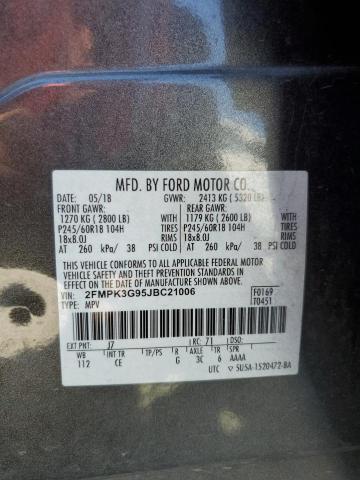 MFD. BY FORD MOTOR CO.
DATE: 05/18 GVWR: 2413 KG ( 5320 LB)
FRONT GAWR: REAR GAWR:
1270 KG ( 2800 LB) WITH 1179 KG ( 2600 LB) WITH
P245/60R18 104H TIRES P245/60R18 104H TIRES
18x8.0J RIMS 18x8.0J RIMS
AT 260 kPa/ 38 PSI COLD AT 260 kPa/ 38 PSI COLD
THIS VEHICLE CONFORMS TO ALL APPLICABLE FEDERAL MOTOR
VEHICLE SAFETY AND THEFT PREVENTION STANDARDS IN
EFFECT ON THE DATE OF MANUFACTURE SHOWN ABOVE.
VIN: 2FMPK3G95JBC21006 F0169
TYPE: MPV T0451
EXT PNT: J7 RC: 71 DSO:
WB INT TR TP/PS R AXLE TR SPR
112 CE G 3C 6 AAAA
UTC 5U5A-1520472-BA